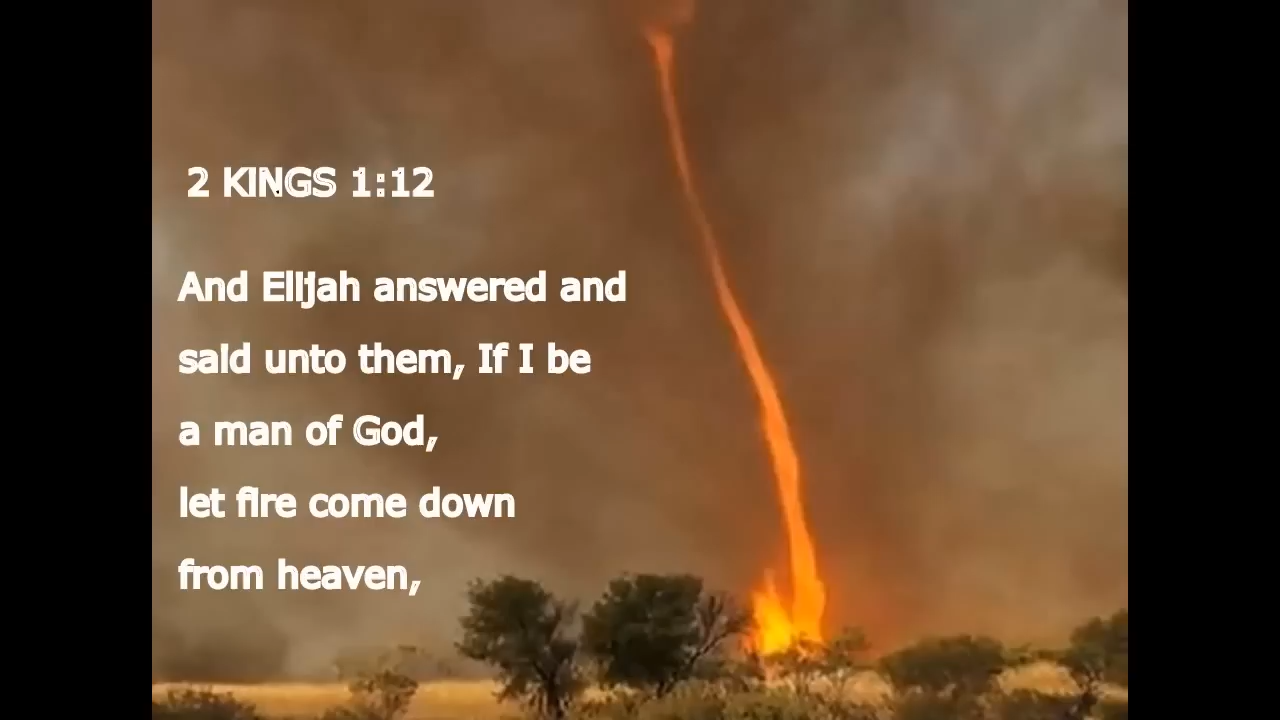 2 KINGS 1:12
And Elijah answered and
said unto them, If I be
a man of God,
let fire come down
from heaven,